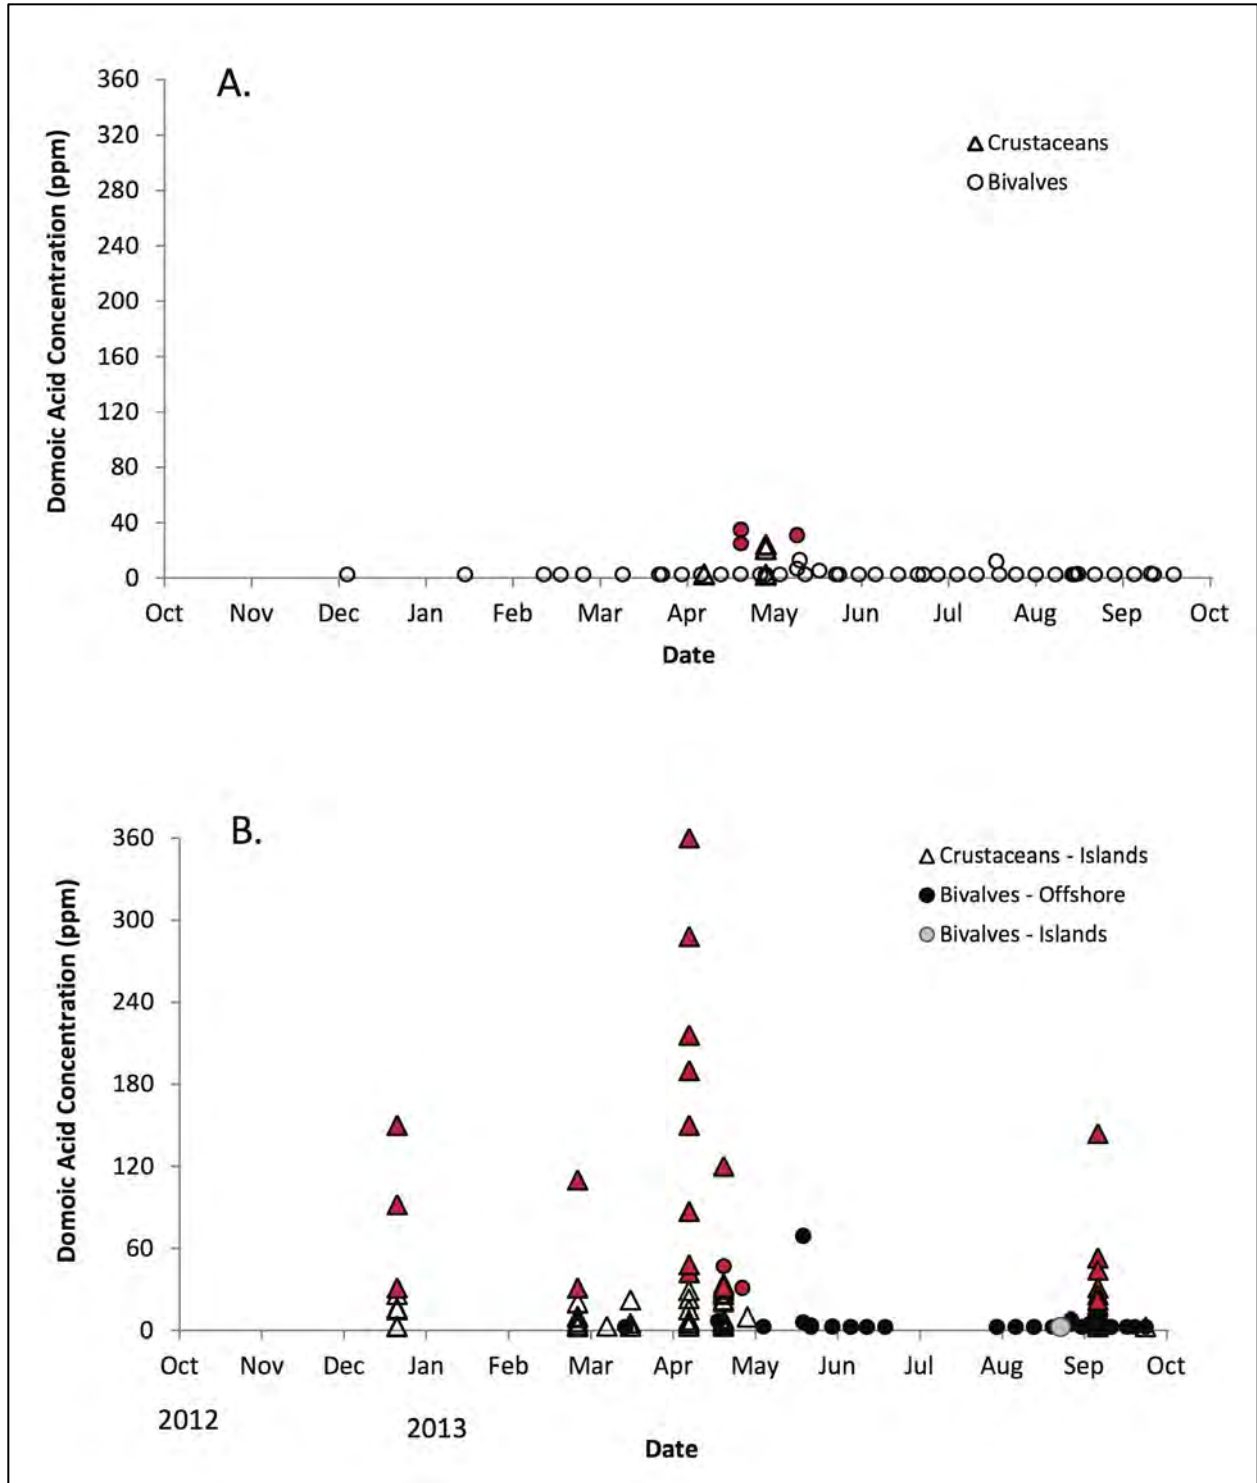 A.
360
320
280
240
200
160
120
80
40
0
Domoic Acid Concentration (ppm)
Crustaceans
Bivalves
Oct Nov Dec Jan Feb Mar Apr May Jun Jul Aug Sep Oct
Date
B.
360
300
240
180
120
60
0
Domoic Acid Concentration (ppm)
Crustaceans - Islands
Bivalves - Offshore
Bivalves - Islands
Oct Nov Dec Jan Feb Mar Apr May Jun Jul Aug Sep Oct
2012 2013
Date